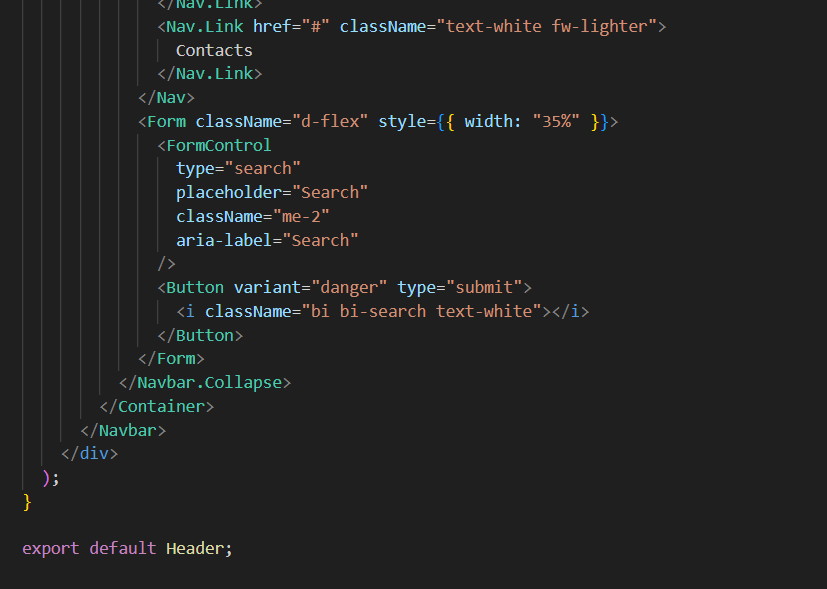 </Nav.Link>
<Nav.Link href="#" className="text-white fw-lighter">
Contacts
</Nav.Link>
</Nav>
<Form className="d-flex" style={{ width: "35%" }}>
<FormControl
type="search"
placeholder="Search"
className="me-2"
aria-label="Search"
/>
<Button variant="danger" type="submit">
<i className="bi bi-search text-white"></i>
</Button>
</Form>
</Navbar.Collapse>
</Container>
</Navbar>
</div>
);
}
export default Header;